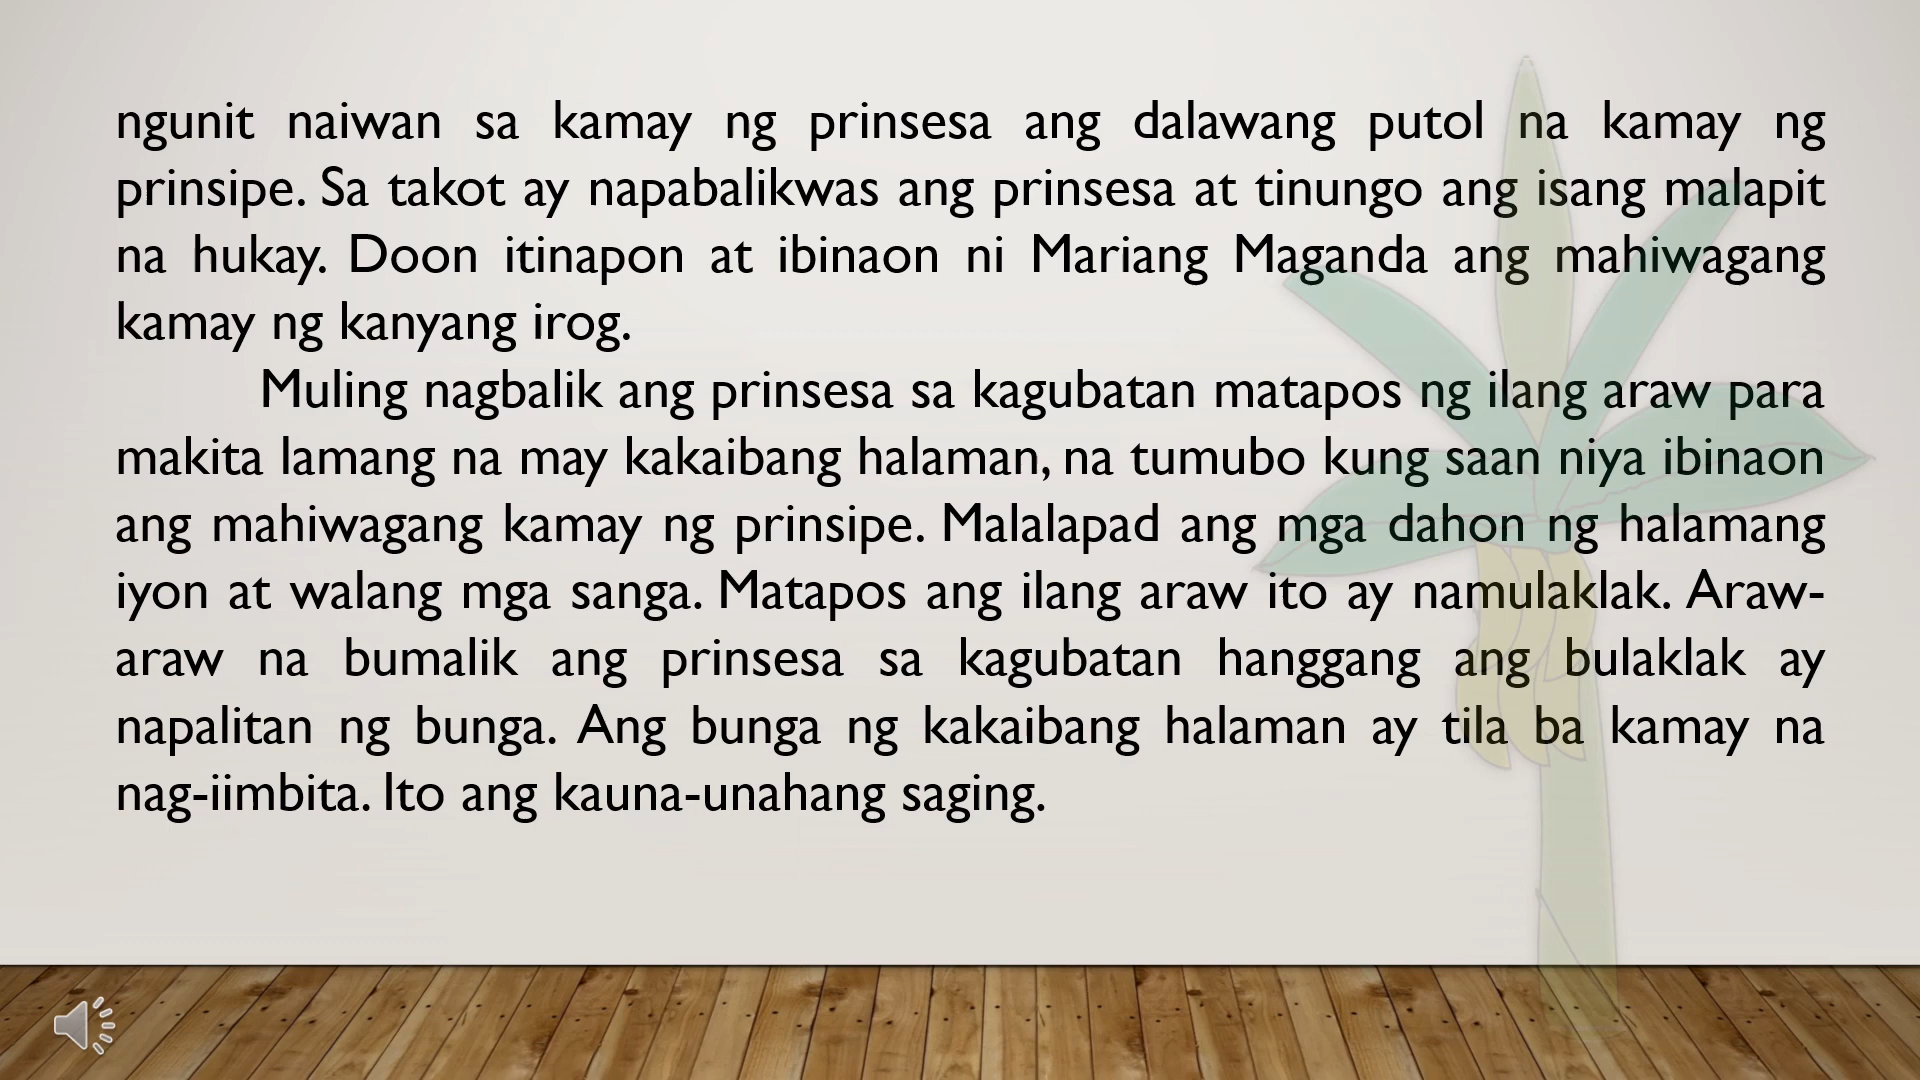 ngunit naiwan sa kamay ng prinsesa ang dalawang putol na kamay ng
prinsipe. Sa takot ay napabalikwas ang prinsesa at tinungo ang isang malapit
na hukay. Doon itinapon at ibinaon ni Mariang Maganda ang mahiwagang
kamay ng kanyang irog.
Muling nagbalik ang prinsesa sa kagubatan matapos ng ilang araw para
makita lamang na may kakaibang halaman, na tumubo kung saan niya ibinaon
ang mahiwagang kamay ng prinsipe. Malalapad ang mga dahon ng halamang
iyon at walang mga sanga. Matapos ang ilang araw ito ay namulaklak. Araw-
araw na bumalik ang prinsesa sa kagubatan hanggang ang bulaklak ay
napalitan ng bunga. Ang bunga ng kakaibang halaman ay tila ba kamay na
nag-iimbita. Ito ang kauna-unahang saging.